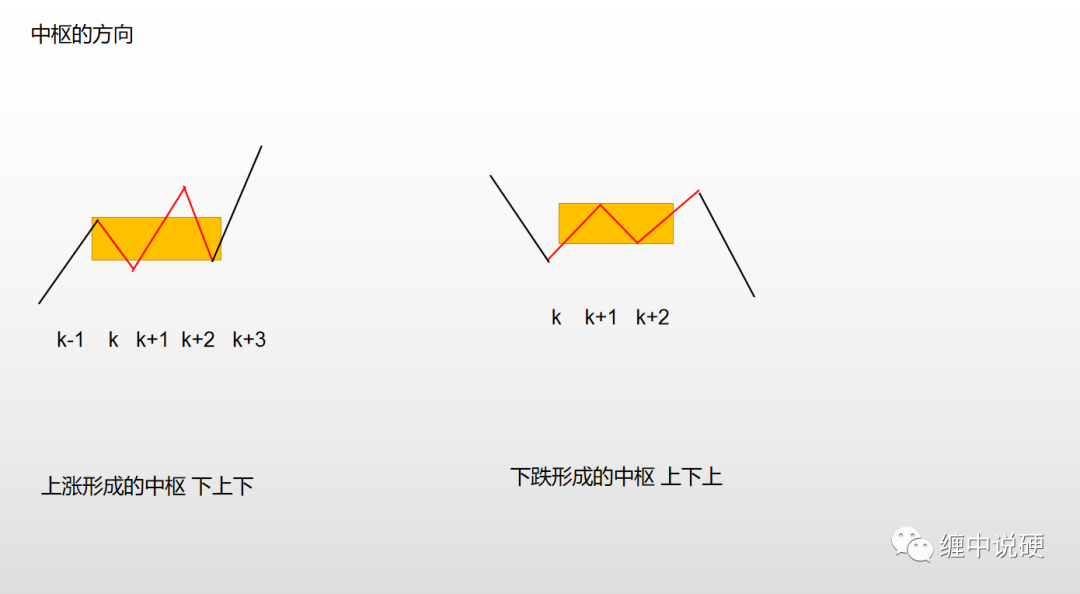 中枢的方向
k-1 k k+1 k+2 k+3
k k+1 k+2
上涨形成的中枢 下上下
下跌形成的中枢 上下上
缠中说硬